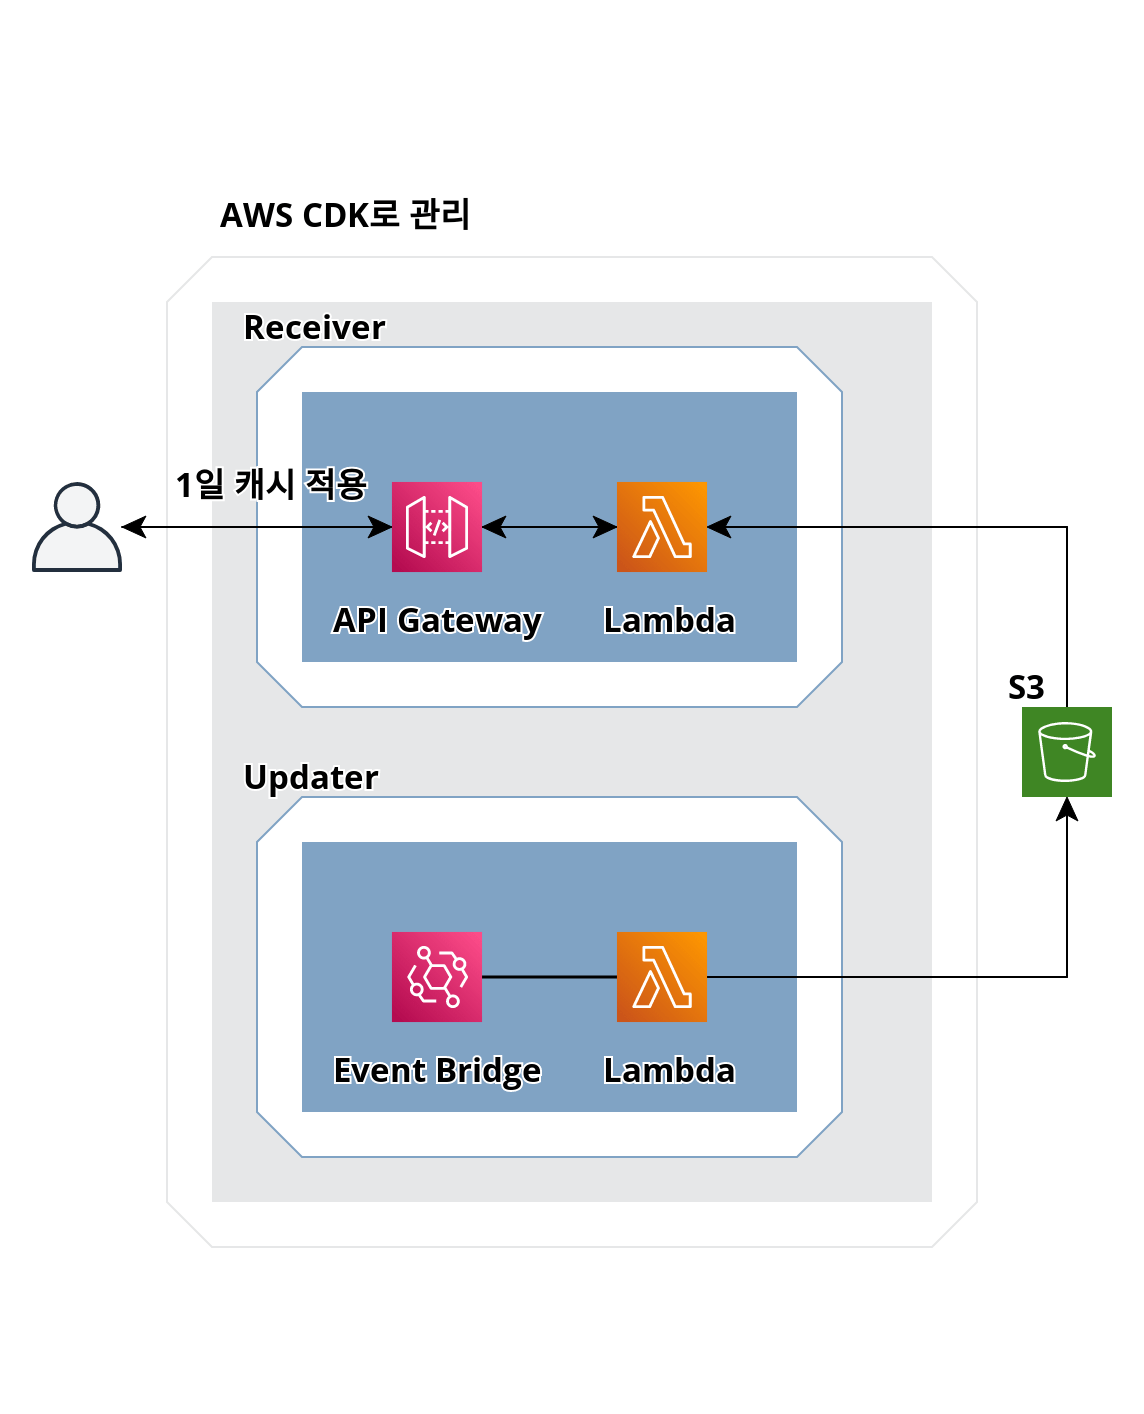 AWS CDK로 관리
Receiver
1일 캐시 적용
API Gateway
Lambda
S3
Updater
Event Bridge
Lambda